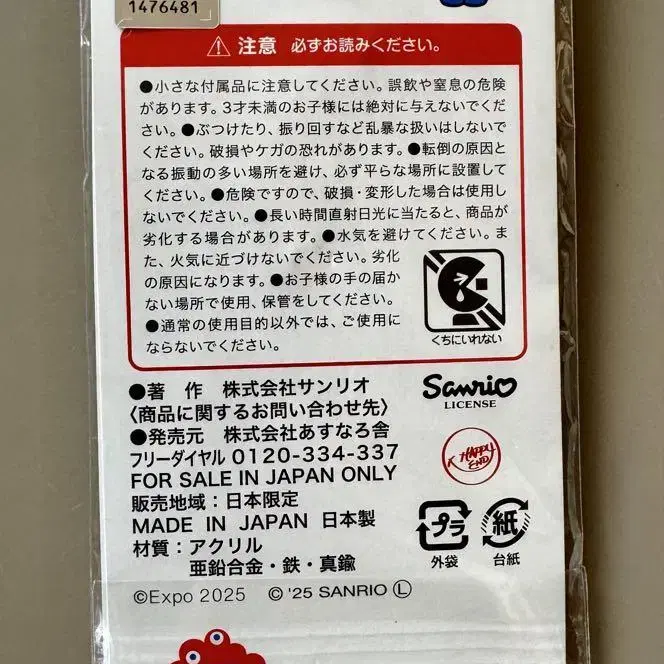 1476481
注意 必ずお読みください。
●小さな付属品に注意してください。誤飲や窒息の危険
があります。3才未満のお子様には絶対に与えないでくだ
さい。●ぶつけたり、振り回すなど乱暴な扱いはしないで
ください。破損やケガの恐れがあります。●転倒の原因と
なる振動の多い場所を避け、必ず平らな場所に設置して
ください。●危険ですので、破損・変形した場合は使用し
ないでください。●長い時間直射日光に当たると、商品が
劣化する場合があります。●水気を避けてください。ま
た、火気に近づけないでください。劣化
の原因になります。●お子様の手の届か
ない場所で使用、保管をしてください。
●通常の使用目的以外では、ご使用に
ならないでください。
くちにいれない
●著 作 株式会社サンリオ
〈商品に関するお問い合わせ先〉
●発売元 株式会社あすなろ舎
フリーダイヤル 0120-334-337
FOR SALE IN JAPAN ONLY
販売地域：日本限定
MADE IN JAPAN 日本製
材質：アクリル
亜鉛合金・鉄・真鍮
Sanrio
LICENSE
K HAPPY
END
プラ
外袋
紙
台紙
©Expo 2025 © '25 SANRIO Ⓛ